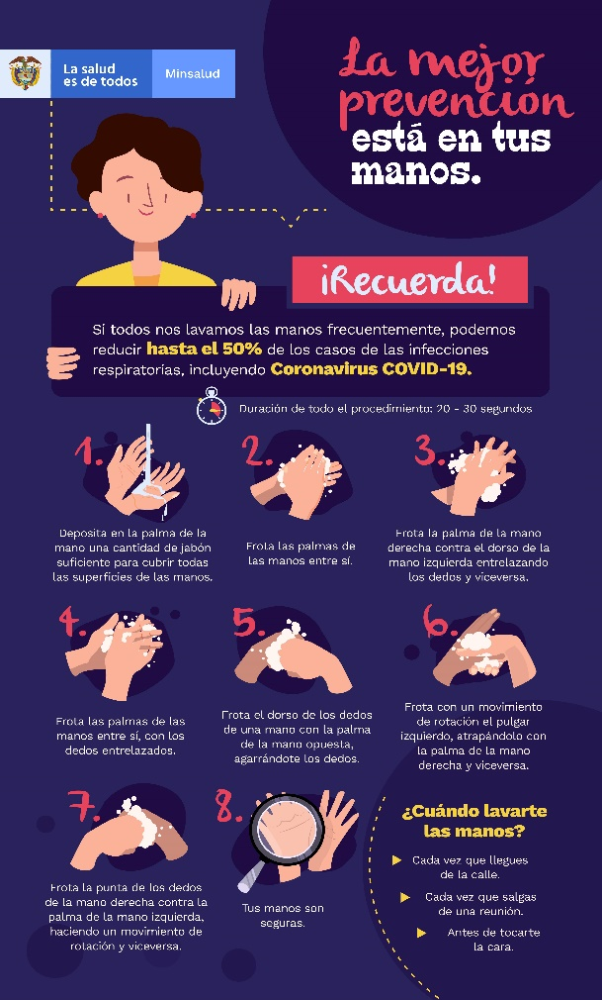 La salud
es de todos
Minsalud
La mejor
prevención
está en tus
manos.
¡Recuerda!
Si todos nos lavamos las manos frecuentemente, podemos
reducir hasta el 50% de los casos de las infecciones
respiratorias, incluyendo Coronavirus COVID-19.
Duración de todo el procedimiento: 20 - 30 segundos
1.
Deposita en la palma de la
mano una cantidad de jabón
suficiente para cubrir todas
las superficies de las manos.
2.
Frota las palmas de
las manos entre sí.
3.
Frota la palma de la mano
derecha contra el dorso de la
mano izquierda entrelazando
los dedos y viceversa.
4.
Frota las palmas de las
manos entre sí, con los
dedos entrelazados.
5.
Frota el dorso de los dedos
de una mano con la palma
de la mano opuesta,
agarrándote los dedos.
6.
Frota con un movimiento
de rotación el pulgar
izquierdo, atrapándolo con
la palma de la mano
derecha y viceversa.
7.
Frota la punta de los dedos
de la mano derecha contra la
palma de la mano izquierda,
haciendo un movimiento de
rotación y viceversa.
8.
Tus manos son
seguras.
¿Cuándo lavarte
las manos?
Cada vez que llegues
de la calle.
Cada vez que salgas
de una reunión.
Antes de tocarte
la cara.